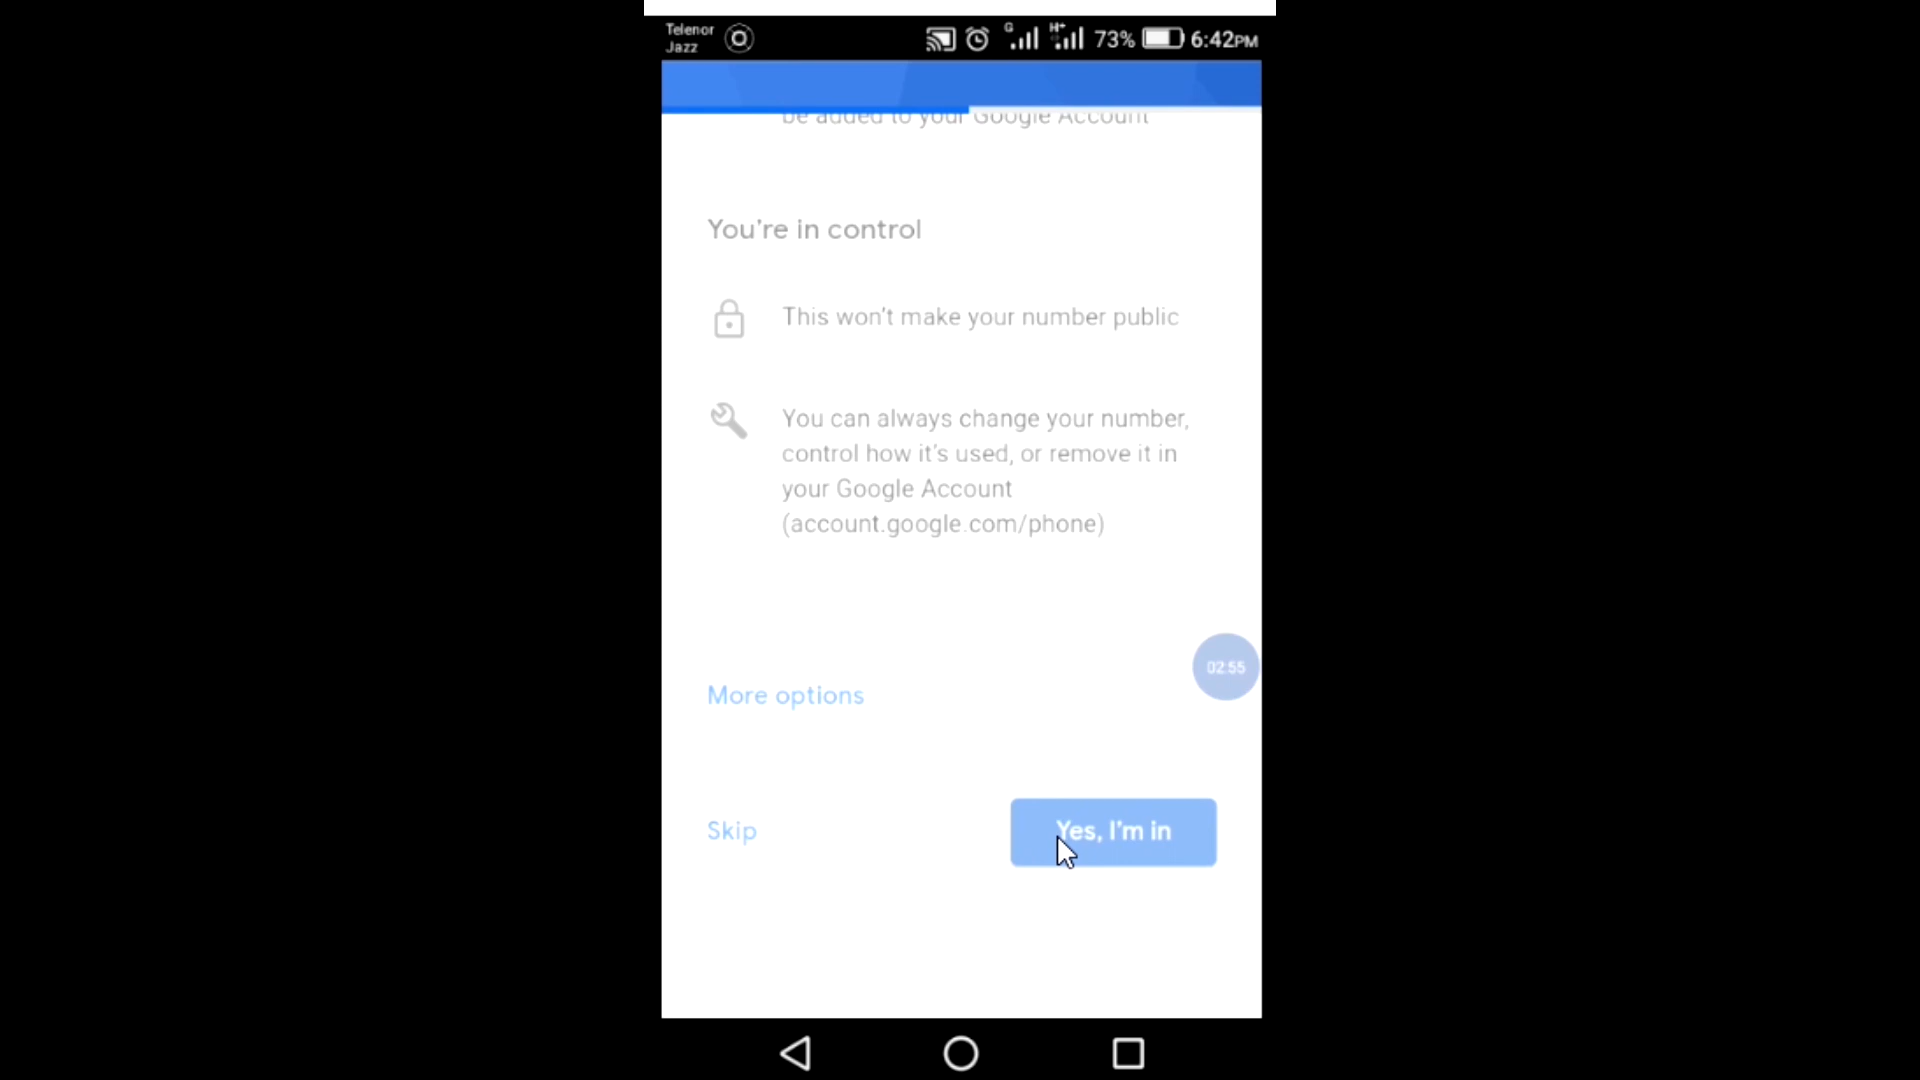 Telenor
Jazz
G
H+
73%
6:42PM
be added to your Google Account
You're in control
This won't make your number public
You can always change your number,
control how it's used, or remove it in
your Google Account
(account.google.com/phone)
02:55
More options
Skip
Yes, I'm in